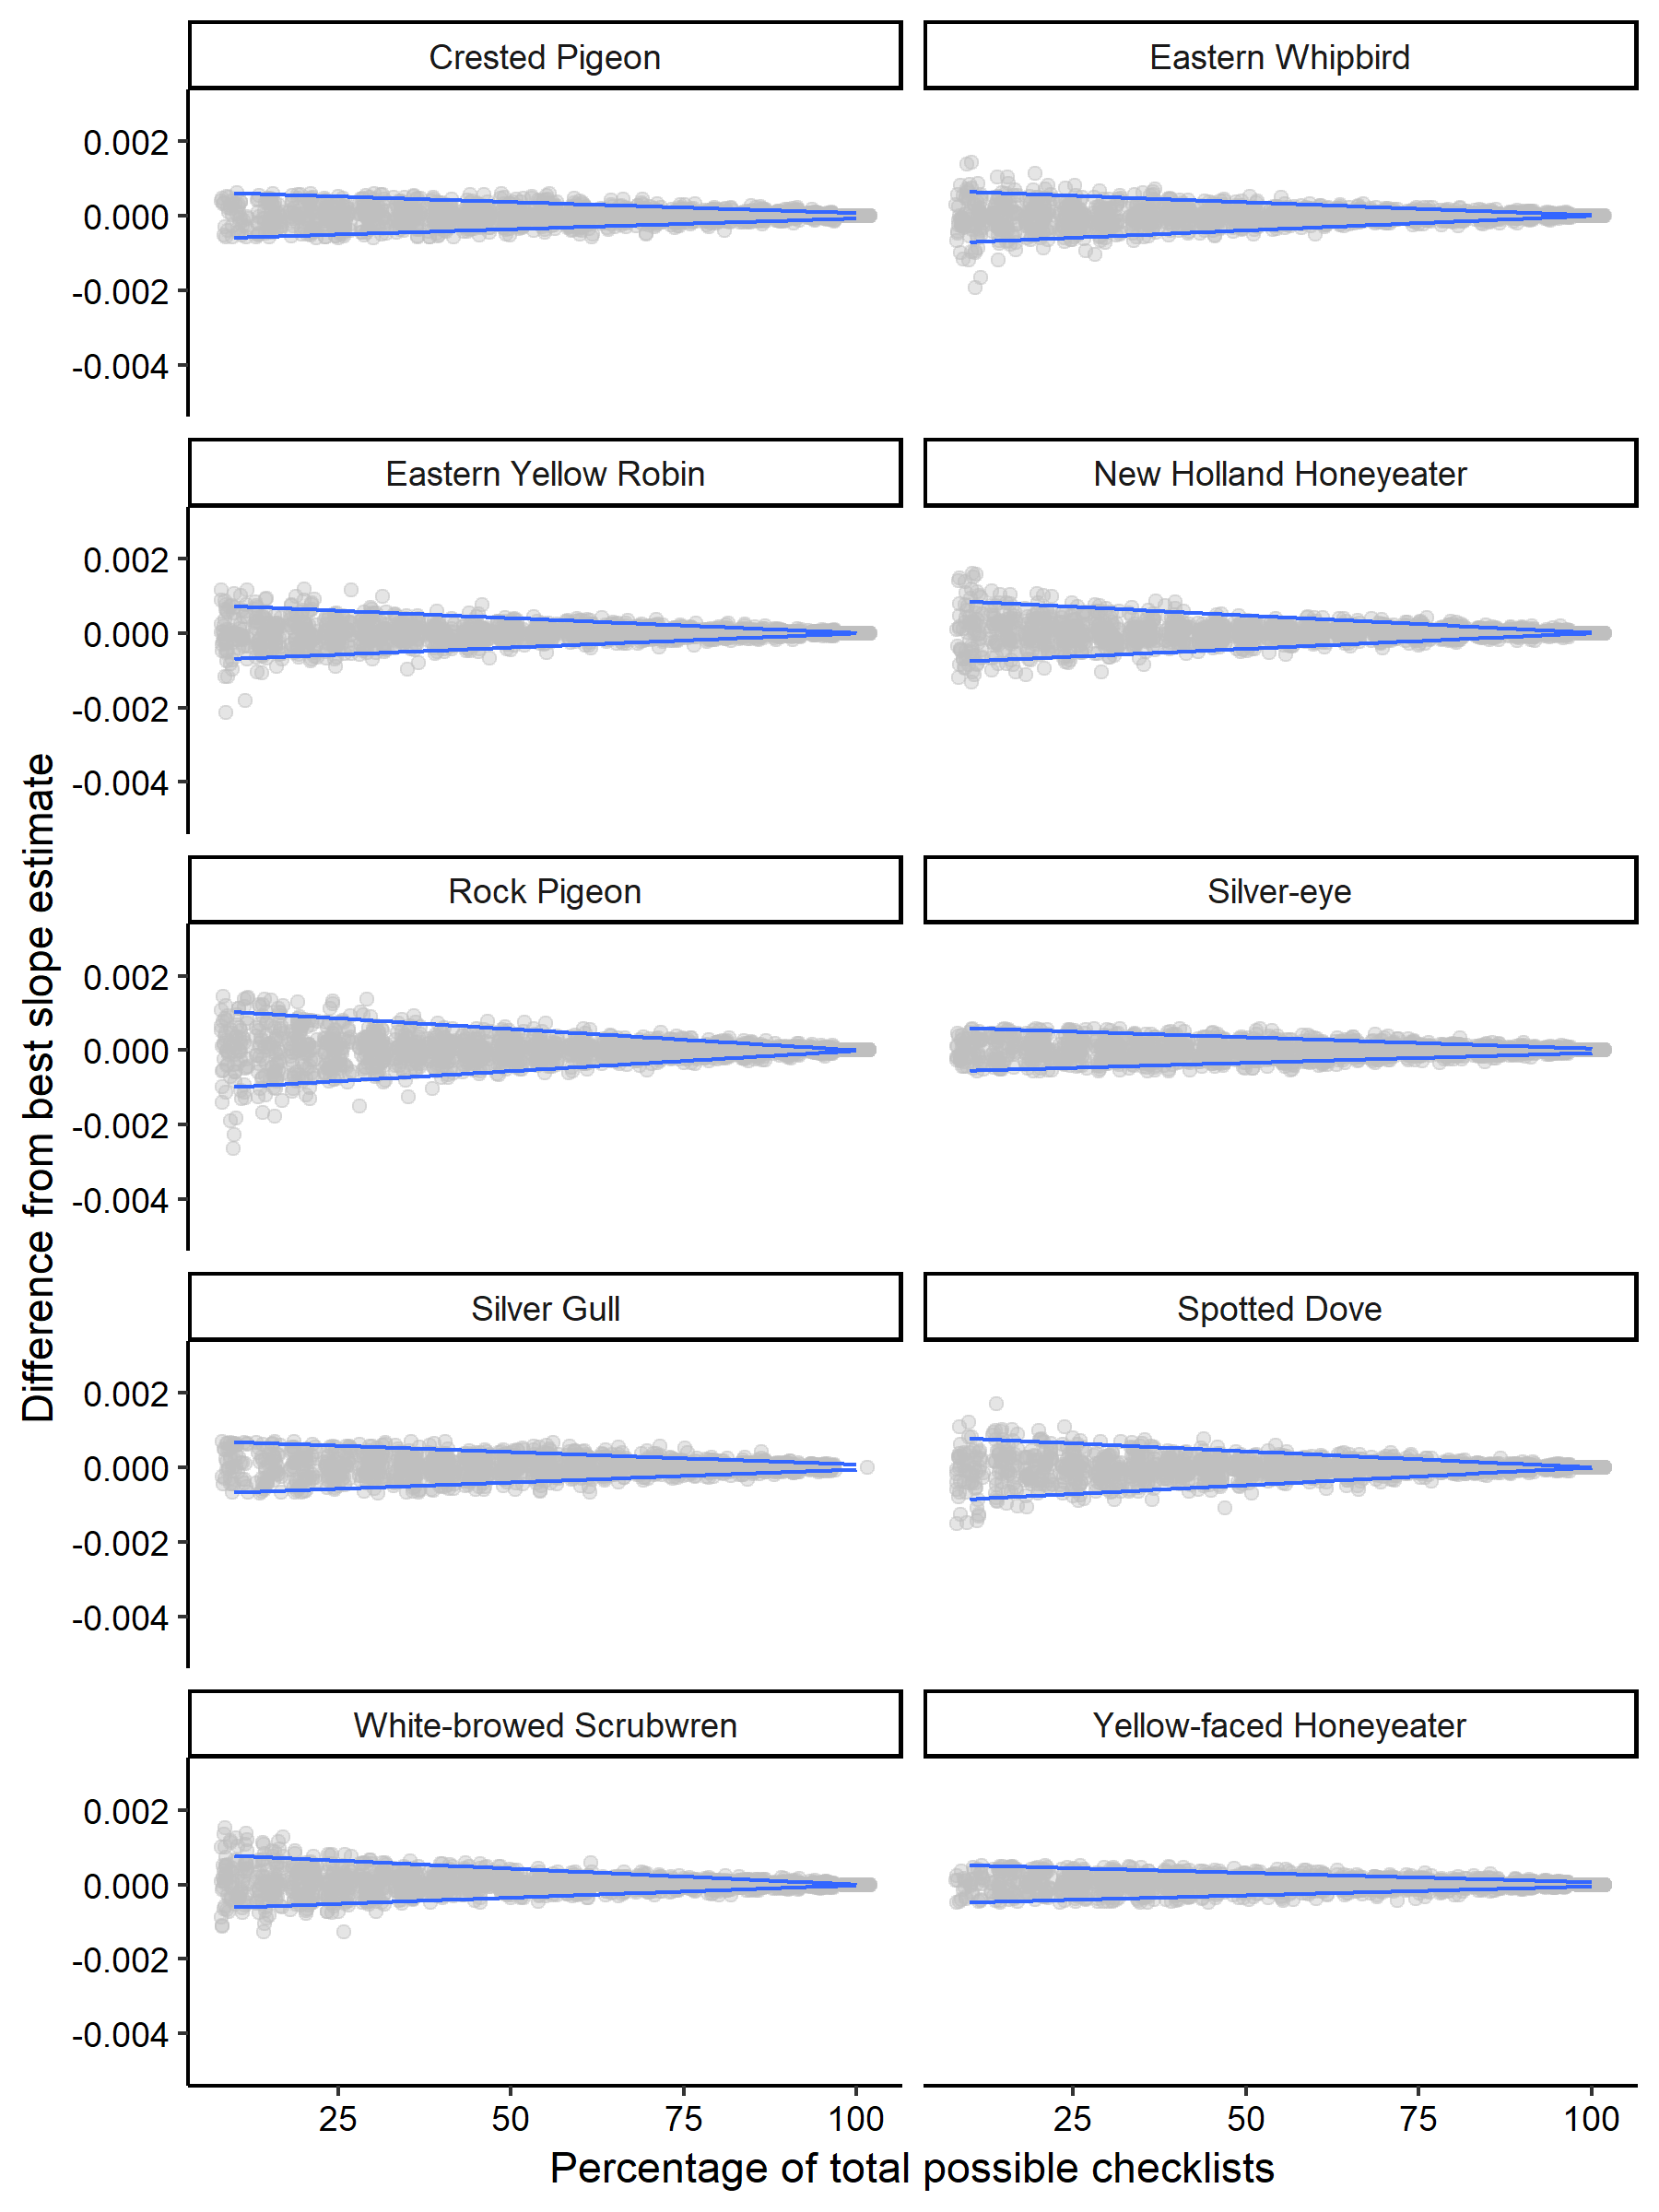 Crested Pigeon
Eastern Whipbird
0.002
0.000
-0.002
-0.004
Eastern Yellow Robin
New Holland Honeyeater
0.002
0.000
-0.002
-0.004
Rock Pigeon
Silver-eye
0.002
0.000
-0.002
-0.004
Silver Gull
Spotted Dove
0.002
0.000
-0.002
-0.004
White-browed Scrubwren
Yellow-faced Honeyeater
0.002
0.000
-0.002
-0.004
25 50 75 100
25 50 75 100
Percentage of total possible checklists
Difference from best slope estimate